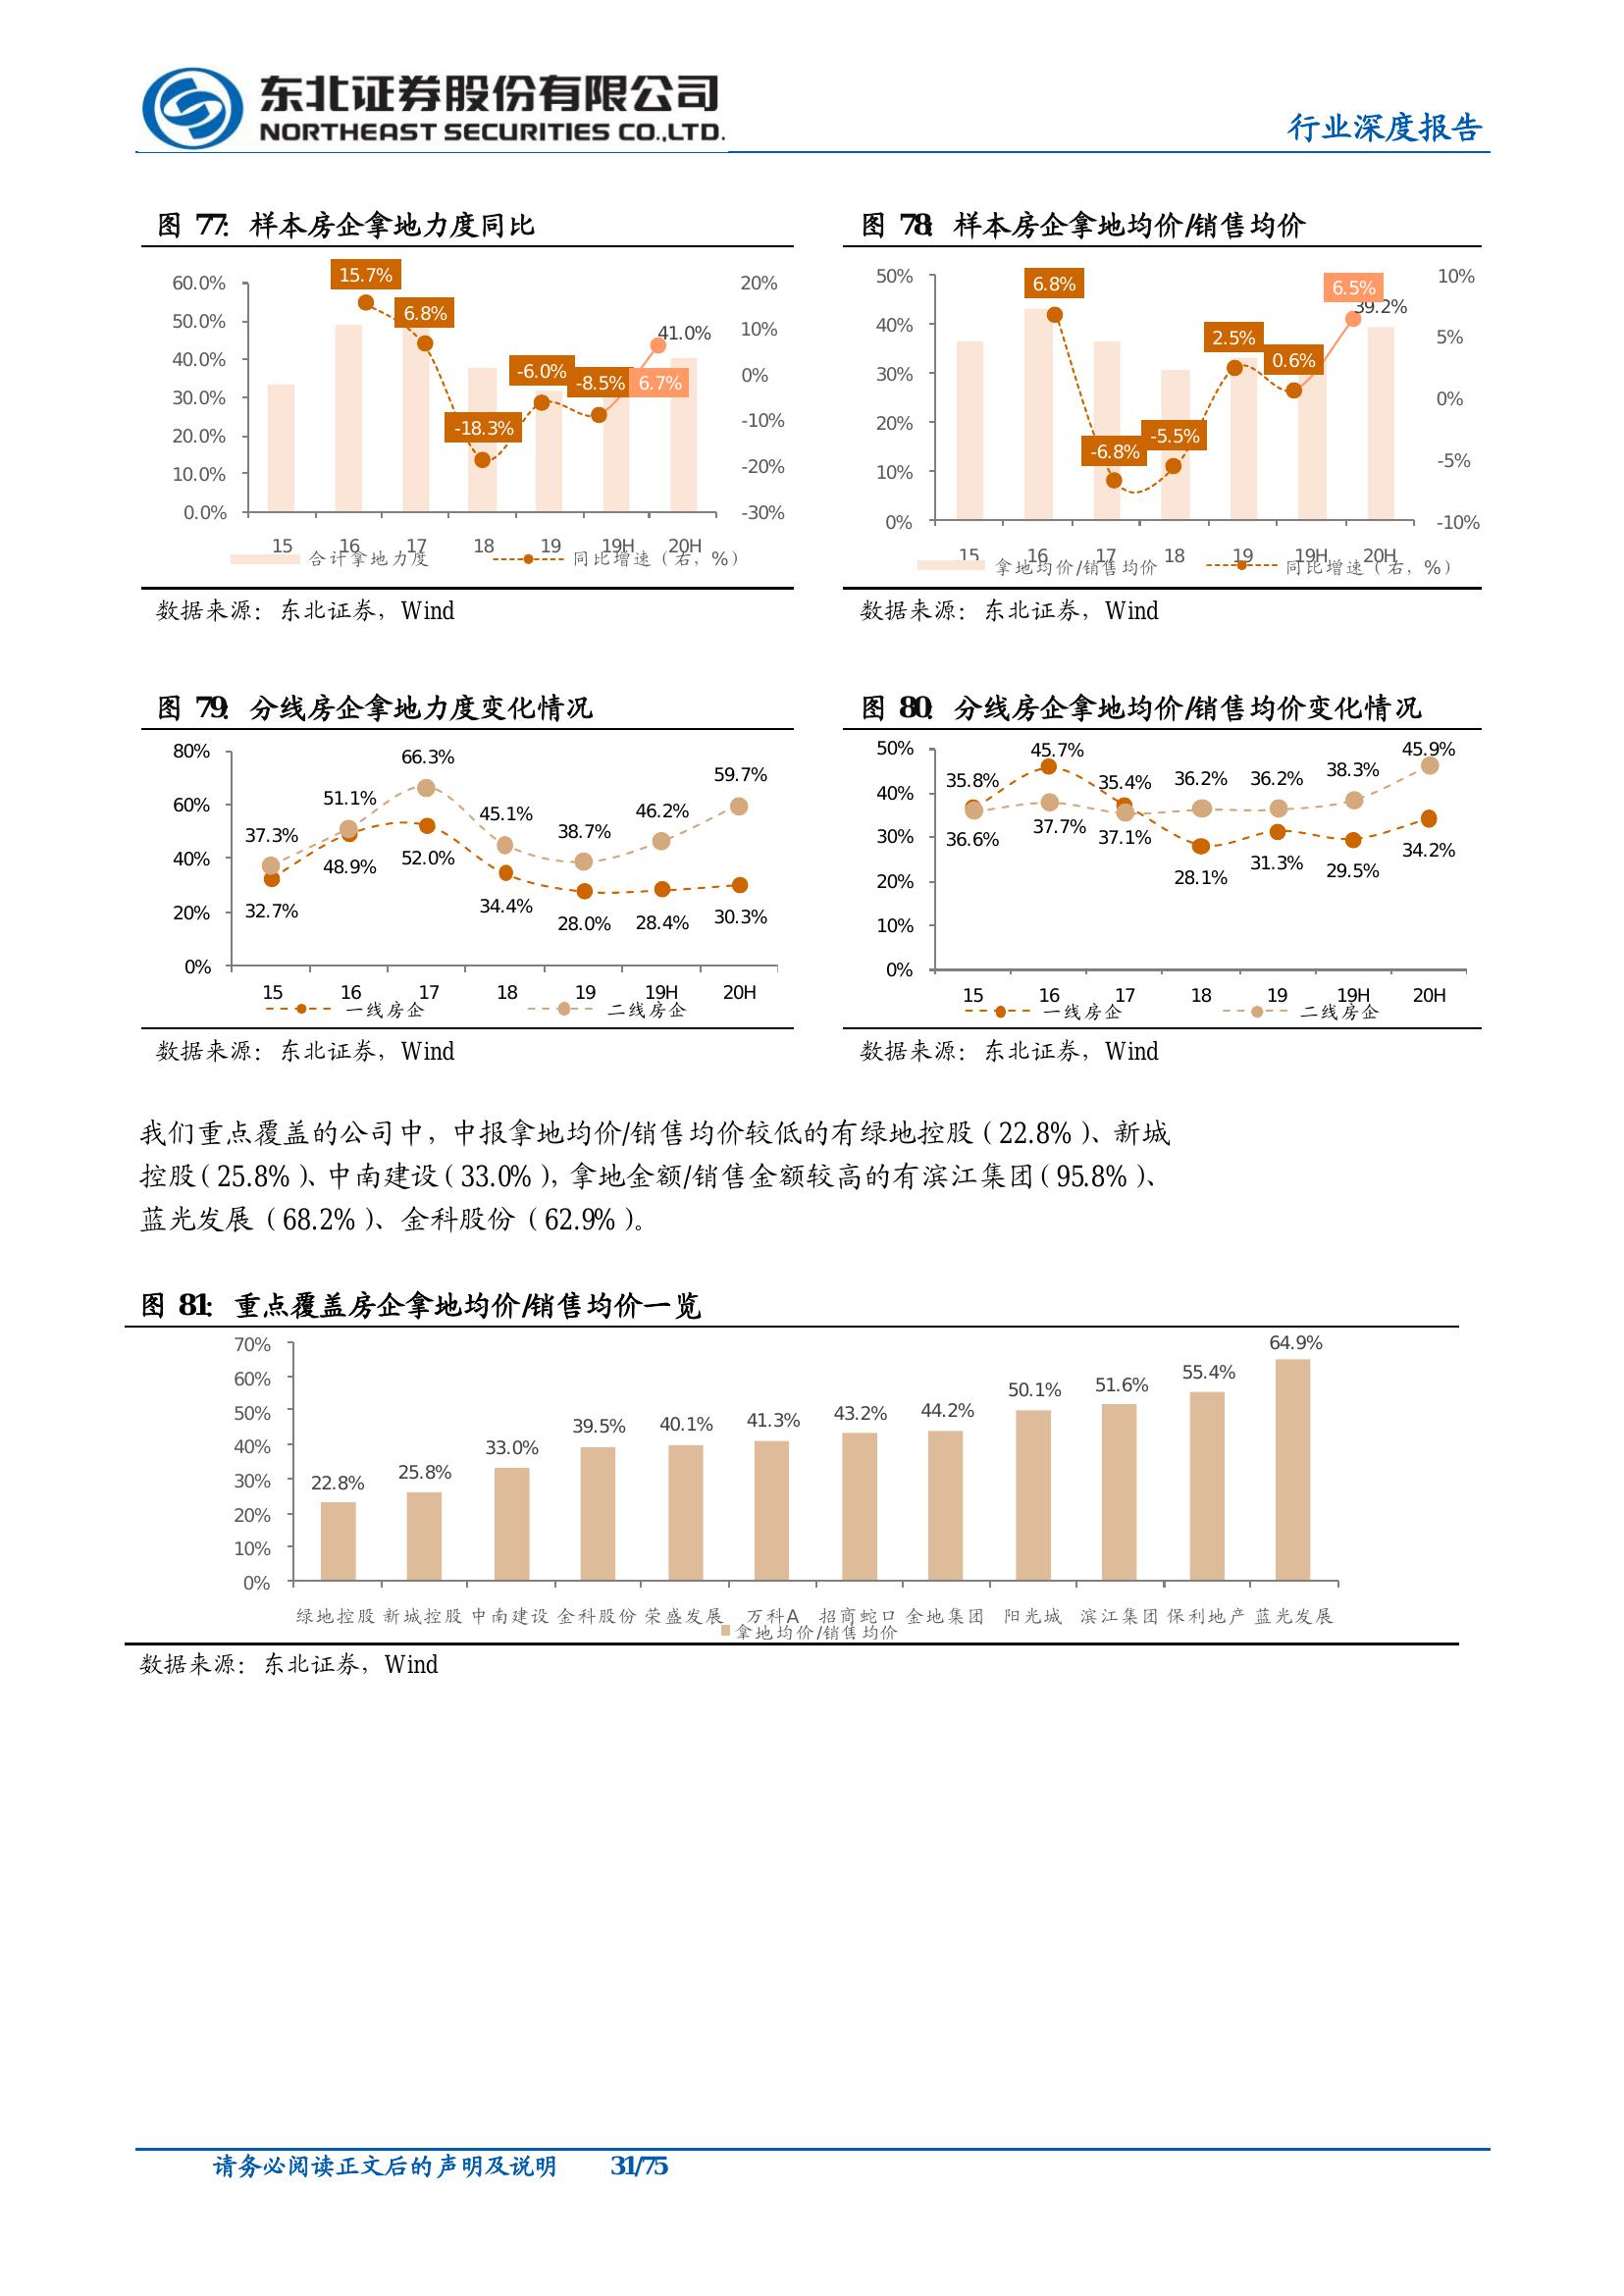 东北证券股份有限公司
NORTHEAST SECURITIES CO.,LTD.
行业深度报告
图 77：样本房企拿地力度同比
60.0%
50.0%
40.0%
30.0%
20.0%
10.0%
0.0%
20%
10%
0%
-10%
-20%
-30%
15.7%
6.8%
-18.3%
-6.0%
-8.5%
6.7%
41.0%
15 16 17 18 19 19H 20H
合计拿地力度 同比增速（右，%）
数据来源：东北证券，Wind
图 78：样本房企拿地均价/销售均价
50%
40%
30%
20%
10%
0%
10%
5%
0%
-5%
-10%
6.8%
-6.8%
-5.5%
2.5%
0.6%
6.5%
39.2%
15 16 17 18 19 19H 20H
拿地均价/销售均价 同比增速（右，%）
数据来源：东北证券，Wind
图 79：分线房企拿地力度变化情况
80%
60%
40%
20%
0%
37.3% 51.1% 66.3% 45.1% 38.7% 46.2% 59.7%
32.7% 48.9% 52.0% 34.4% 28.0% 28.4% 30.3%
15 16 17 18 19 19H 20H
一线房企 二线房企
数据来源：东北证券，Wind
图 80：分线房企拿地均价/销售均价变化情况
50%
40%
30%
20%
10%
0%
35.8% 45.7% 35.4% 36.2% 36.2% 38.3% 45.9%
36.6% 37.7% 37.1% 28.1% 31.3% 29.5% 34.2%
15 16 17 18 19 19H 20H
一线房企 二线房企
数据来源：东北证券，Wind
我们重点覆盖的公司中，中报拿地均价/销售均价较低的有绿地控股（22.8%）、新城
控股（25.8%）、中南建设（33.0%），拿地金额/销售金额较高的有滨江集团（95.8%）、
蓝光发展（68.2%）、金科股份（62.9%）。
图 81：重点覆盖房企拿地均价/销售均价一览
70%
60%
50%
40%
30%
20%
10%
0%
22.8% 25.8% 33.0% 39.5% 40.1% 41.3% 43.2% 44.2% 50.1% 51.6% 55.4% 64.9%
绿地控股 新城控股 中南建设 金科股份 荣盛发展 万科A 招商蛇口 金地集团 阳光城 滨江集团 保利地产 蓝光发展
拿地均价/销售均价
数据来源：东北证券，Wind
请务必阅读正文后的声明及说明 31/75